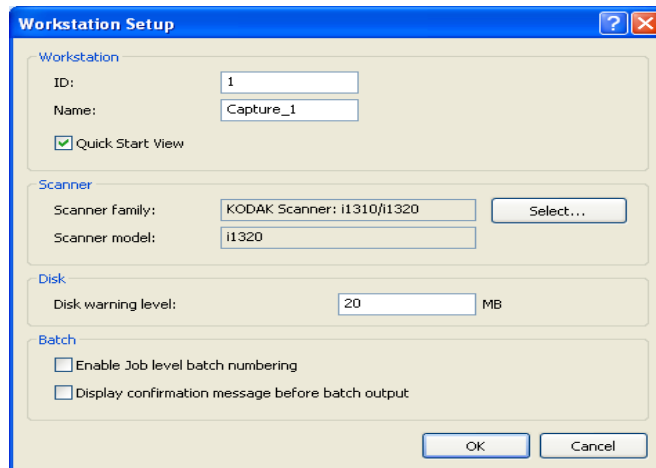 Workstation Setup
Workstation
ID: 1
Name: Capture_1
Quick Start View
Scanner
Scanner family: KODAK Scanner: i1310/i1320 Select...
Scanner model: i1320
Disk
Disk warning level: 20 MB
Batch
Enable Job level batch numbering
Display confirmation message before batch output
OK Cancel